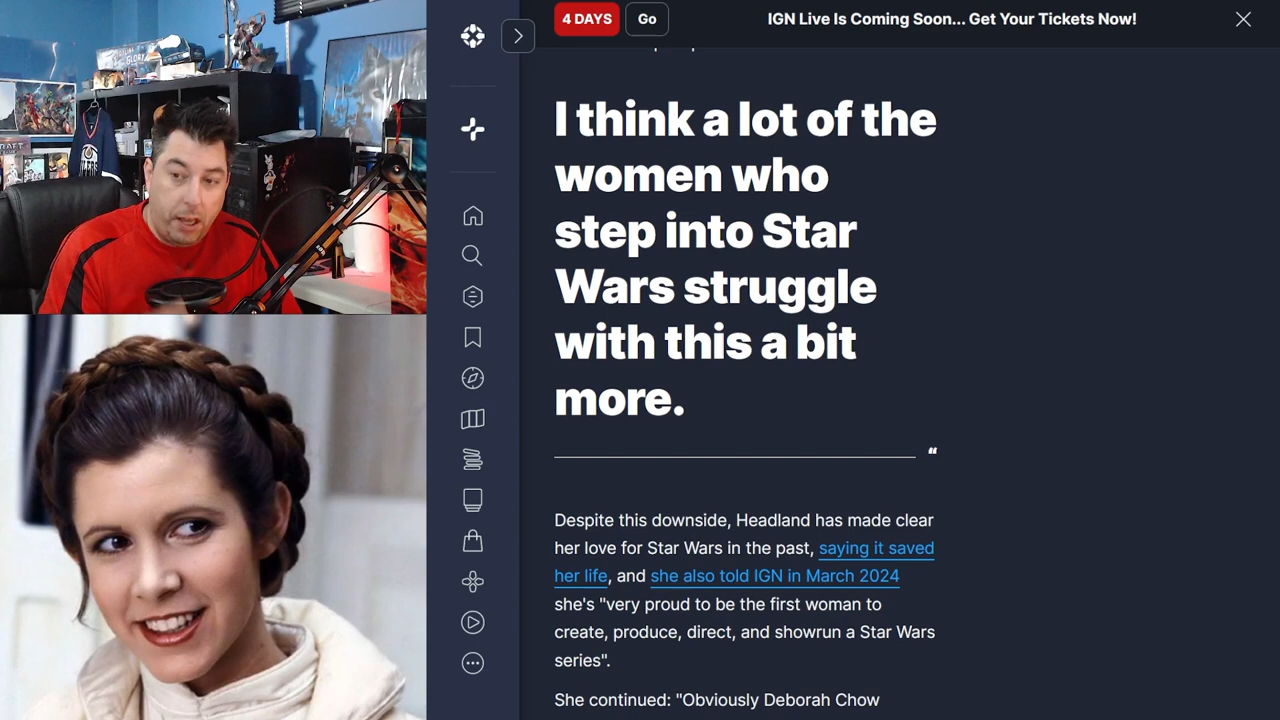 4 DAYS
Go
IGN Live Is Coming Soon... Get Your Tickets Now!
I think a lot of the
women who
step into Star
Wars struggle
with this a bit
more.
“
Despite this downside, Headland has made clear
her love for Star Wars in the past, saying it saved
her life, and she also told IGN in March 2024
she's "very proud to be the first woman to
create, produce, direct, and showrun a Star Wars
series".
She continued: "Obviously Deborah Chow
GLORY